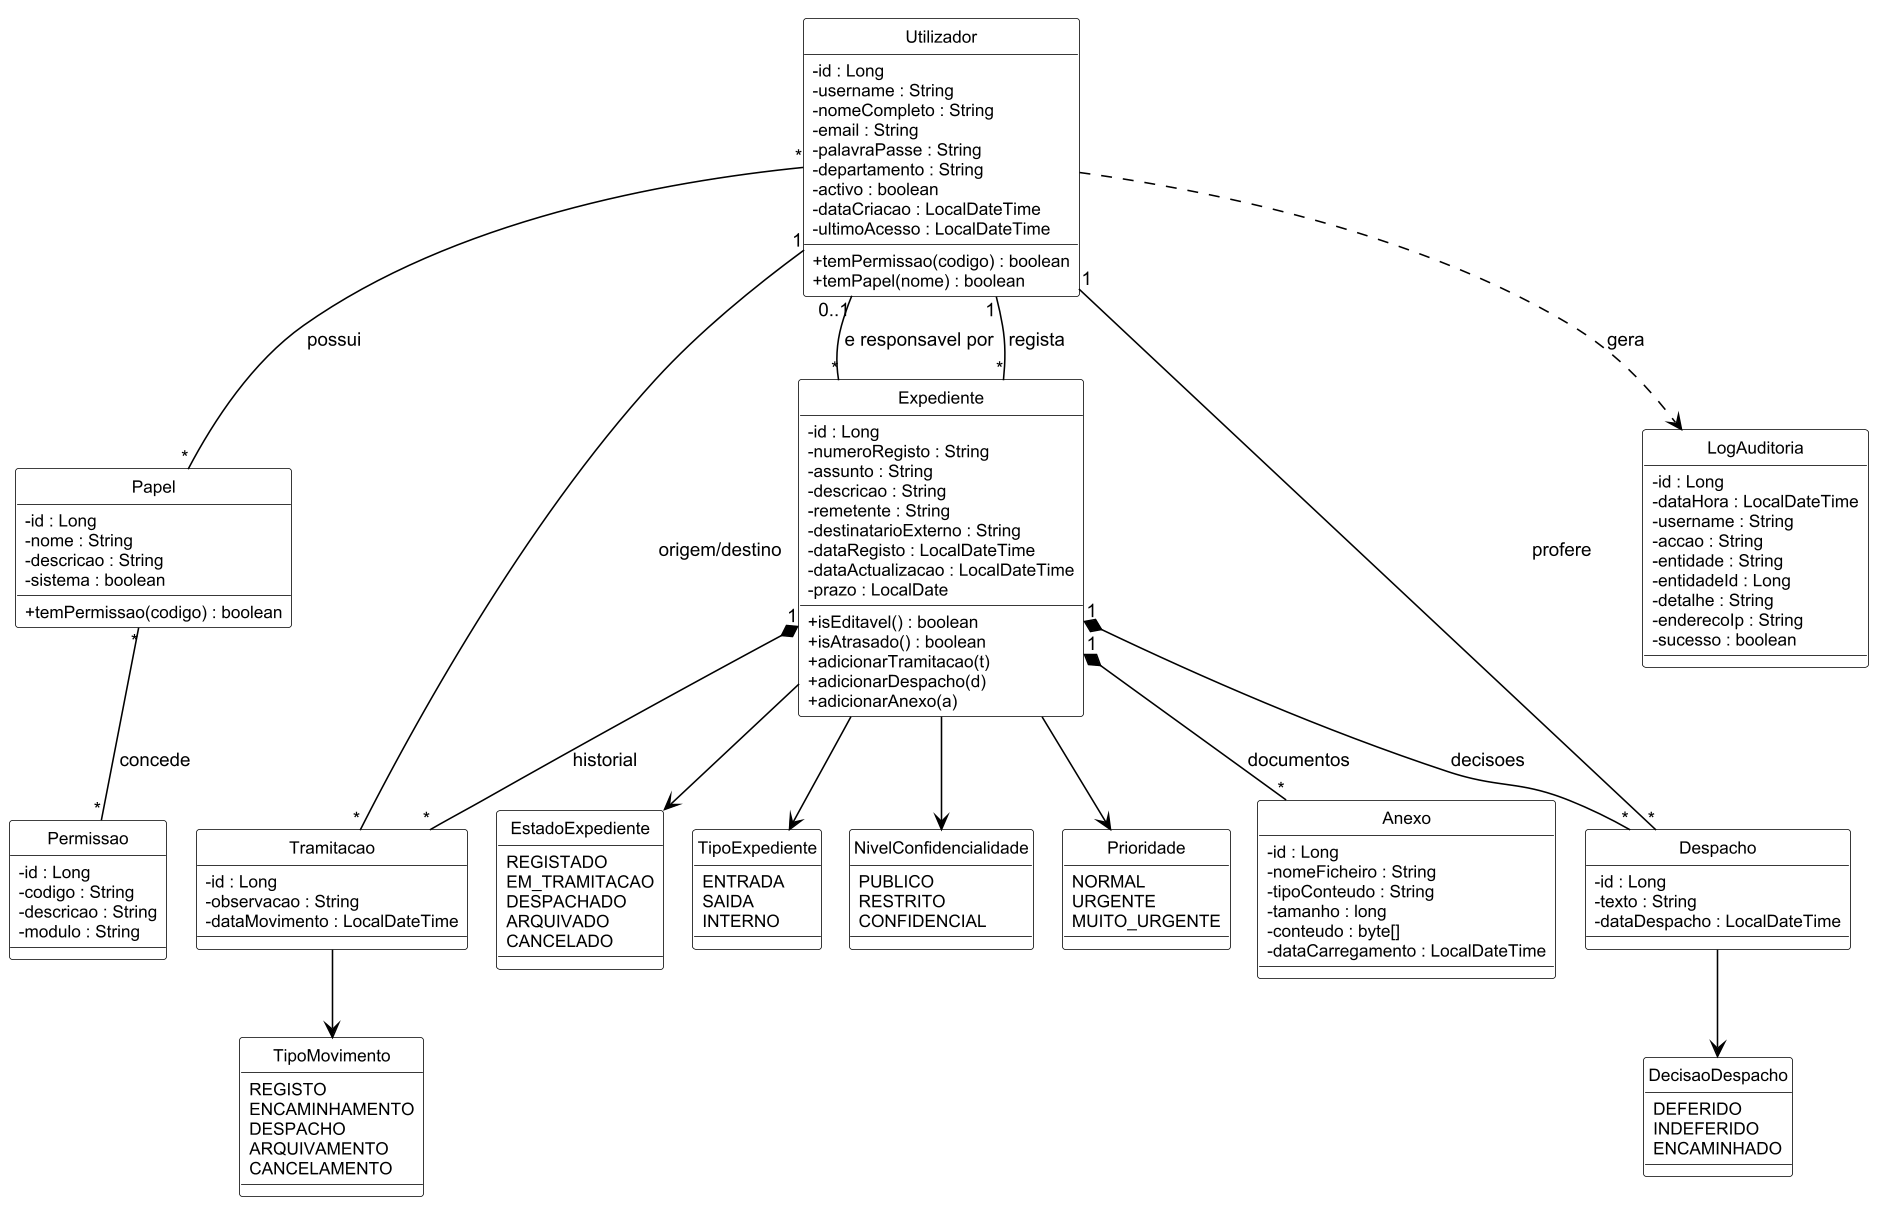 Utilizador
-id : Long
-username : String
-nomeCompleto : String
-email : String
-palavraPasse : String
-departamento : String
-activo : boolean
-dataCriacao : LocalDateTime
-ultimoAcesso : LocalDateTime
+temPermissao(codigo) : boolean
+temPapel(nome) : boolean
*
1
0..1
1
1
possui
e responsavel por
regista
gera
*
*
*
Expediente
-id : Long
-numeroRegisto : String
-assunto : String
-descricao : String
-remetente : String
-destinatarioExterno : String
-dataRegisto : LocalDateTime
-dataActualizacao : LocalDateTime
-prazo : LocalDate
+isEditavel() : boolean
+isAtrasado() : boolean
+adicionarTramitacao(t)
+adicionarDespacho(d)
+adicionarAnexo(a)
Papel
-id : Long
-nome : String
-descricao : String
-sistema : boolean
+temPermissao(codigo) : boolean
*
LogAuditoria
-id : Long
-dataHora : LocalDateTime
-username : String
-accao : String
-entidade : String
-entidadeId : Long
-detalhe : String
-enderecoIp : String
-sucesso : boolean
origem/destino
profere
1
1
1
concede
historial
documentos
decisoes
*
*
*
*
*
*
Permissao
-id : Long
-codigo : String
-descricao : String
-modulo : String
Tramitacao
-id : Long
-observacao : String
-dataMovimento : LocalDateTime
EstadoExpediente
REGISTADO
EM_TRAMITACAO
DESPACHADO
ARQUIVADO
CANCELADO
TipoExpediente
ENTRADA
SAIDA
INTERNO
NivelConfidencialidade
PUBLICO
RESTRITO
CONFIDENCIAL
Prioridade
NORMAL
URGENTE
MUITO_URGENTE
Anexo
-id : Long
-nomeFicheiro : String
-tipoConteudo : String
-tamanho : long
-conteudo : byte[]
-dataCarregamento : LocalDateTime
Despacho
-id : Long
-texto : String
-dataDespacho : LocalDateTime
TipoMovimento
REGISTO
ENCAMINHAMENTO
DESPACHO
ARQUIVAMENTO
CANCELAMENTO
DecisaoDespacho
DEFERIDO
INDEFERIDO
ENCAMINHADO